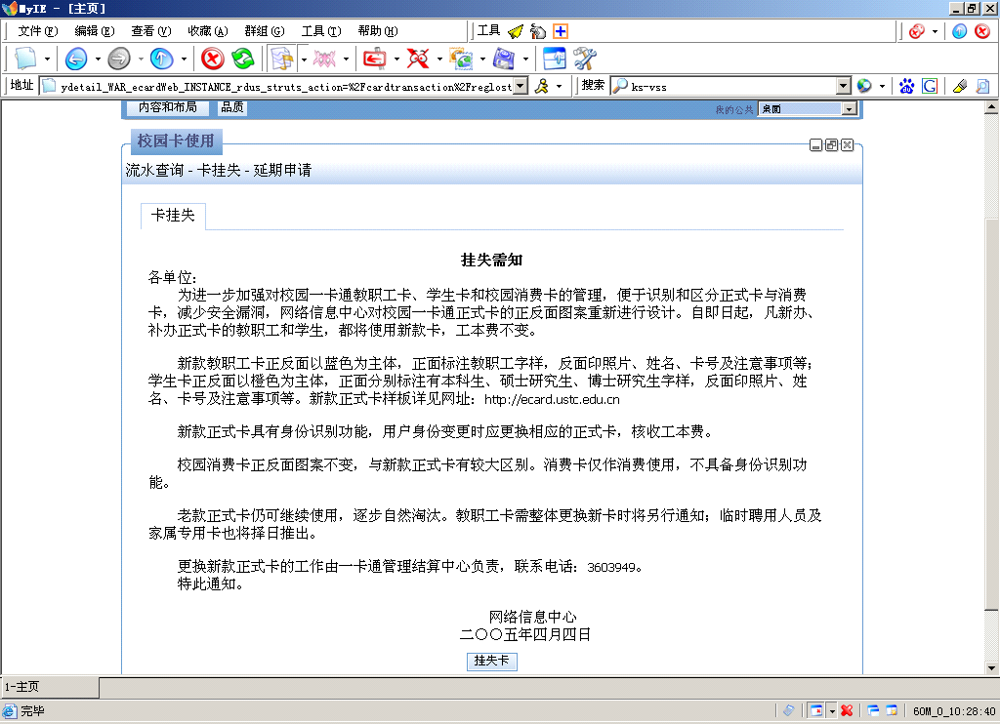 MyIE - [主页]
文件(F) 编辑(E) 查看(V) 收藏(A) 群组(G) 工具(T) 帮助(H) 工具
地址 ydetail_WAR_ecardWeb_INSTANCE_rdus_struts_action=%2Fcardtransaction%2Freglost 搜索 ks-vss
内容和布局 品质 我的公共 桌面
校园卡使用
流水查询 - 卡挂失 - 延期申请
卡挂失
挂失需知
各单位：
为进一步加强对校园一卡通教职工卡、学生卡和校园消费卡的管理，便于识别和区分正式卡与消费
卡，减少安全漏洞，网络信息中心对校园一卡通正式卡的正反面图案重新进行设计。自即日起，凡新办、
补办正式卡的教职工和学生，都将使用新款卡，工本费不变。
新款教职工卡正反面以蓝色为主体，正面标注教职工字样，反面印照片、姓名、卡号及注意事项等；
学生卡正反面以橙色为主体，正面分别标注有本科生、硕士研究生、博士研究生字样，反面印照片、姓
名、卡号及注意事项等。新款正式卡样板详见网址：http://ecard.ustc.edu.cn
新款正式卡具有身份识别功能，用户身份变更时应更换相应的正式卡，核收工本费。
校园消费卡正反面图案不变，与新款正式卡有较大区别。消费卡仅作消费使用，不具备身份识别功
能。
老款正式卡仍可继续使用，逐步自然淘汰。教职工卡需整体更换新卡时将另行通知；临时聘用人员及
家属专用卡也将择日推出。
更换新款正式卡的工作由一卡通管理结算中心负责，联系电话：3603949。
特此通知。
网络信息中心
二〇〇五年四月四日
挂失卡
1-主页
完毕 60M_0_10:28:40